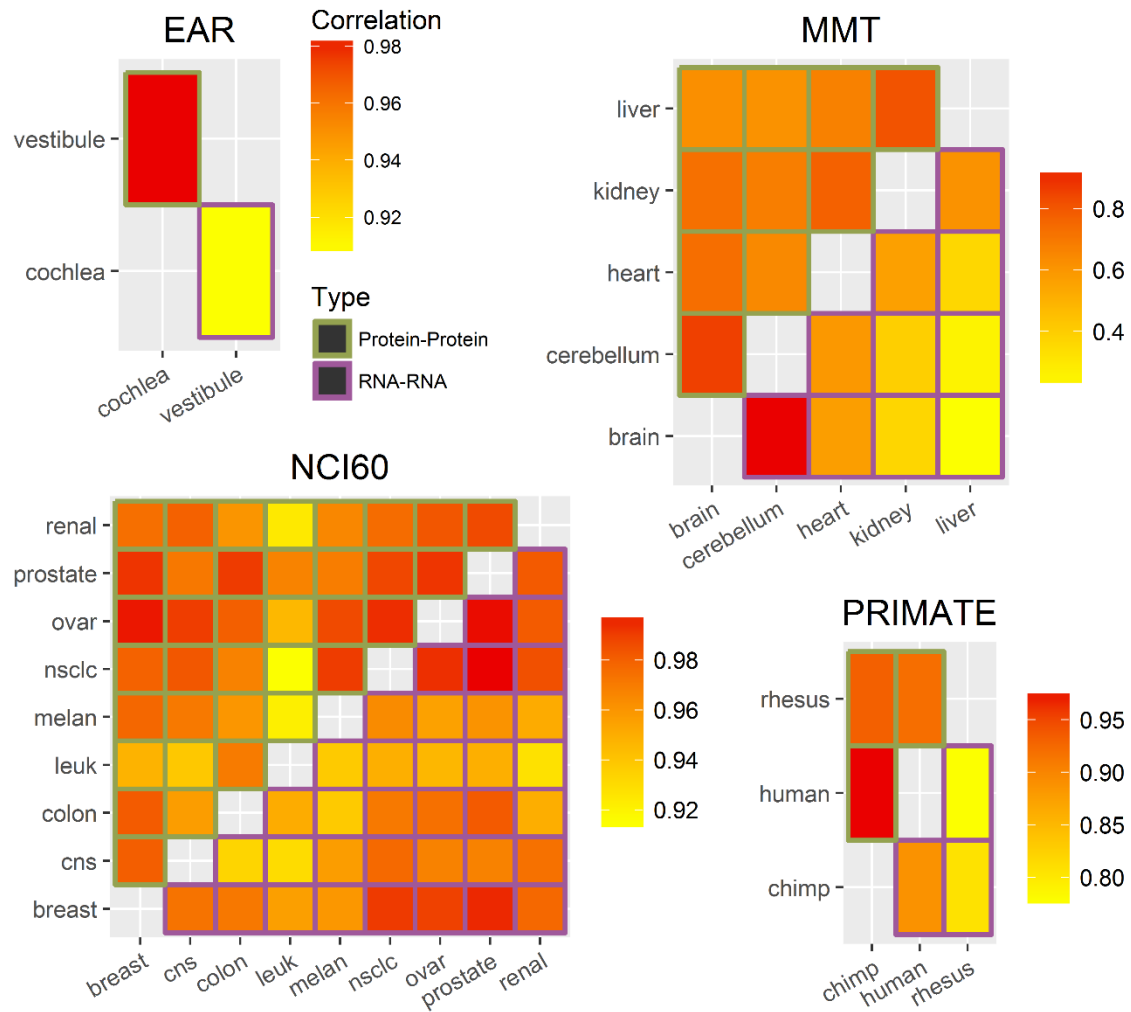 EAR
vestibule
cochlea
cochlea
vestibule
Correlation
0.98
0.96
0.94
0.92
Type
Protein-Protein
RNA-RNA
MMT
liver
kidney
heart
cerebellum
brain
brain
cerebellum
heart
kidney
liver
0.8
0.6
0.4
NCI60
renal
prostate
ovar
nsclc
melan
leuk
colon
cns
breast
breast
cns
colon
leuk
melan
nsclc
ovar
prostate
renal
0.98
0.96
0.94
0.92
PRIMATE
rhesus
human
chimp
chimp
human
rhesus
0.95
0.90
0.85
0.80